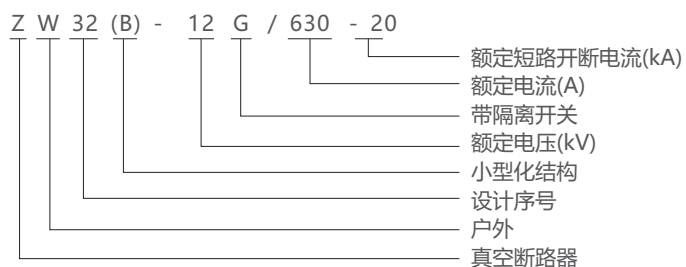 Z W 32 (B) - 12 G / 630 - 20
额定短路开断电流(kA)
额定电流(A)
带隔离开关
额定电压(kV)
小型化结构
设计序号
户外
真空断路器